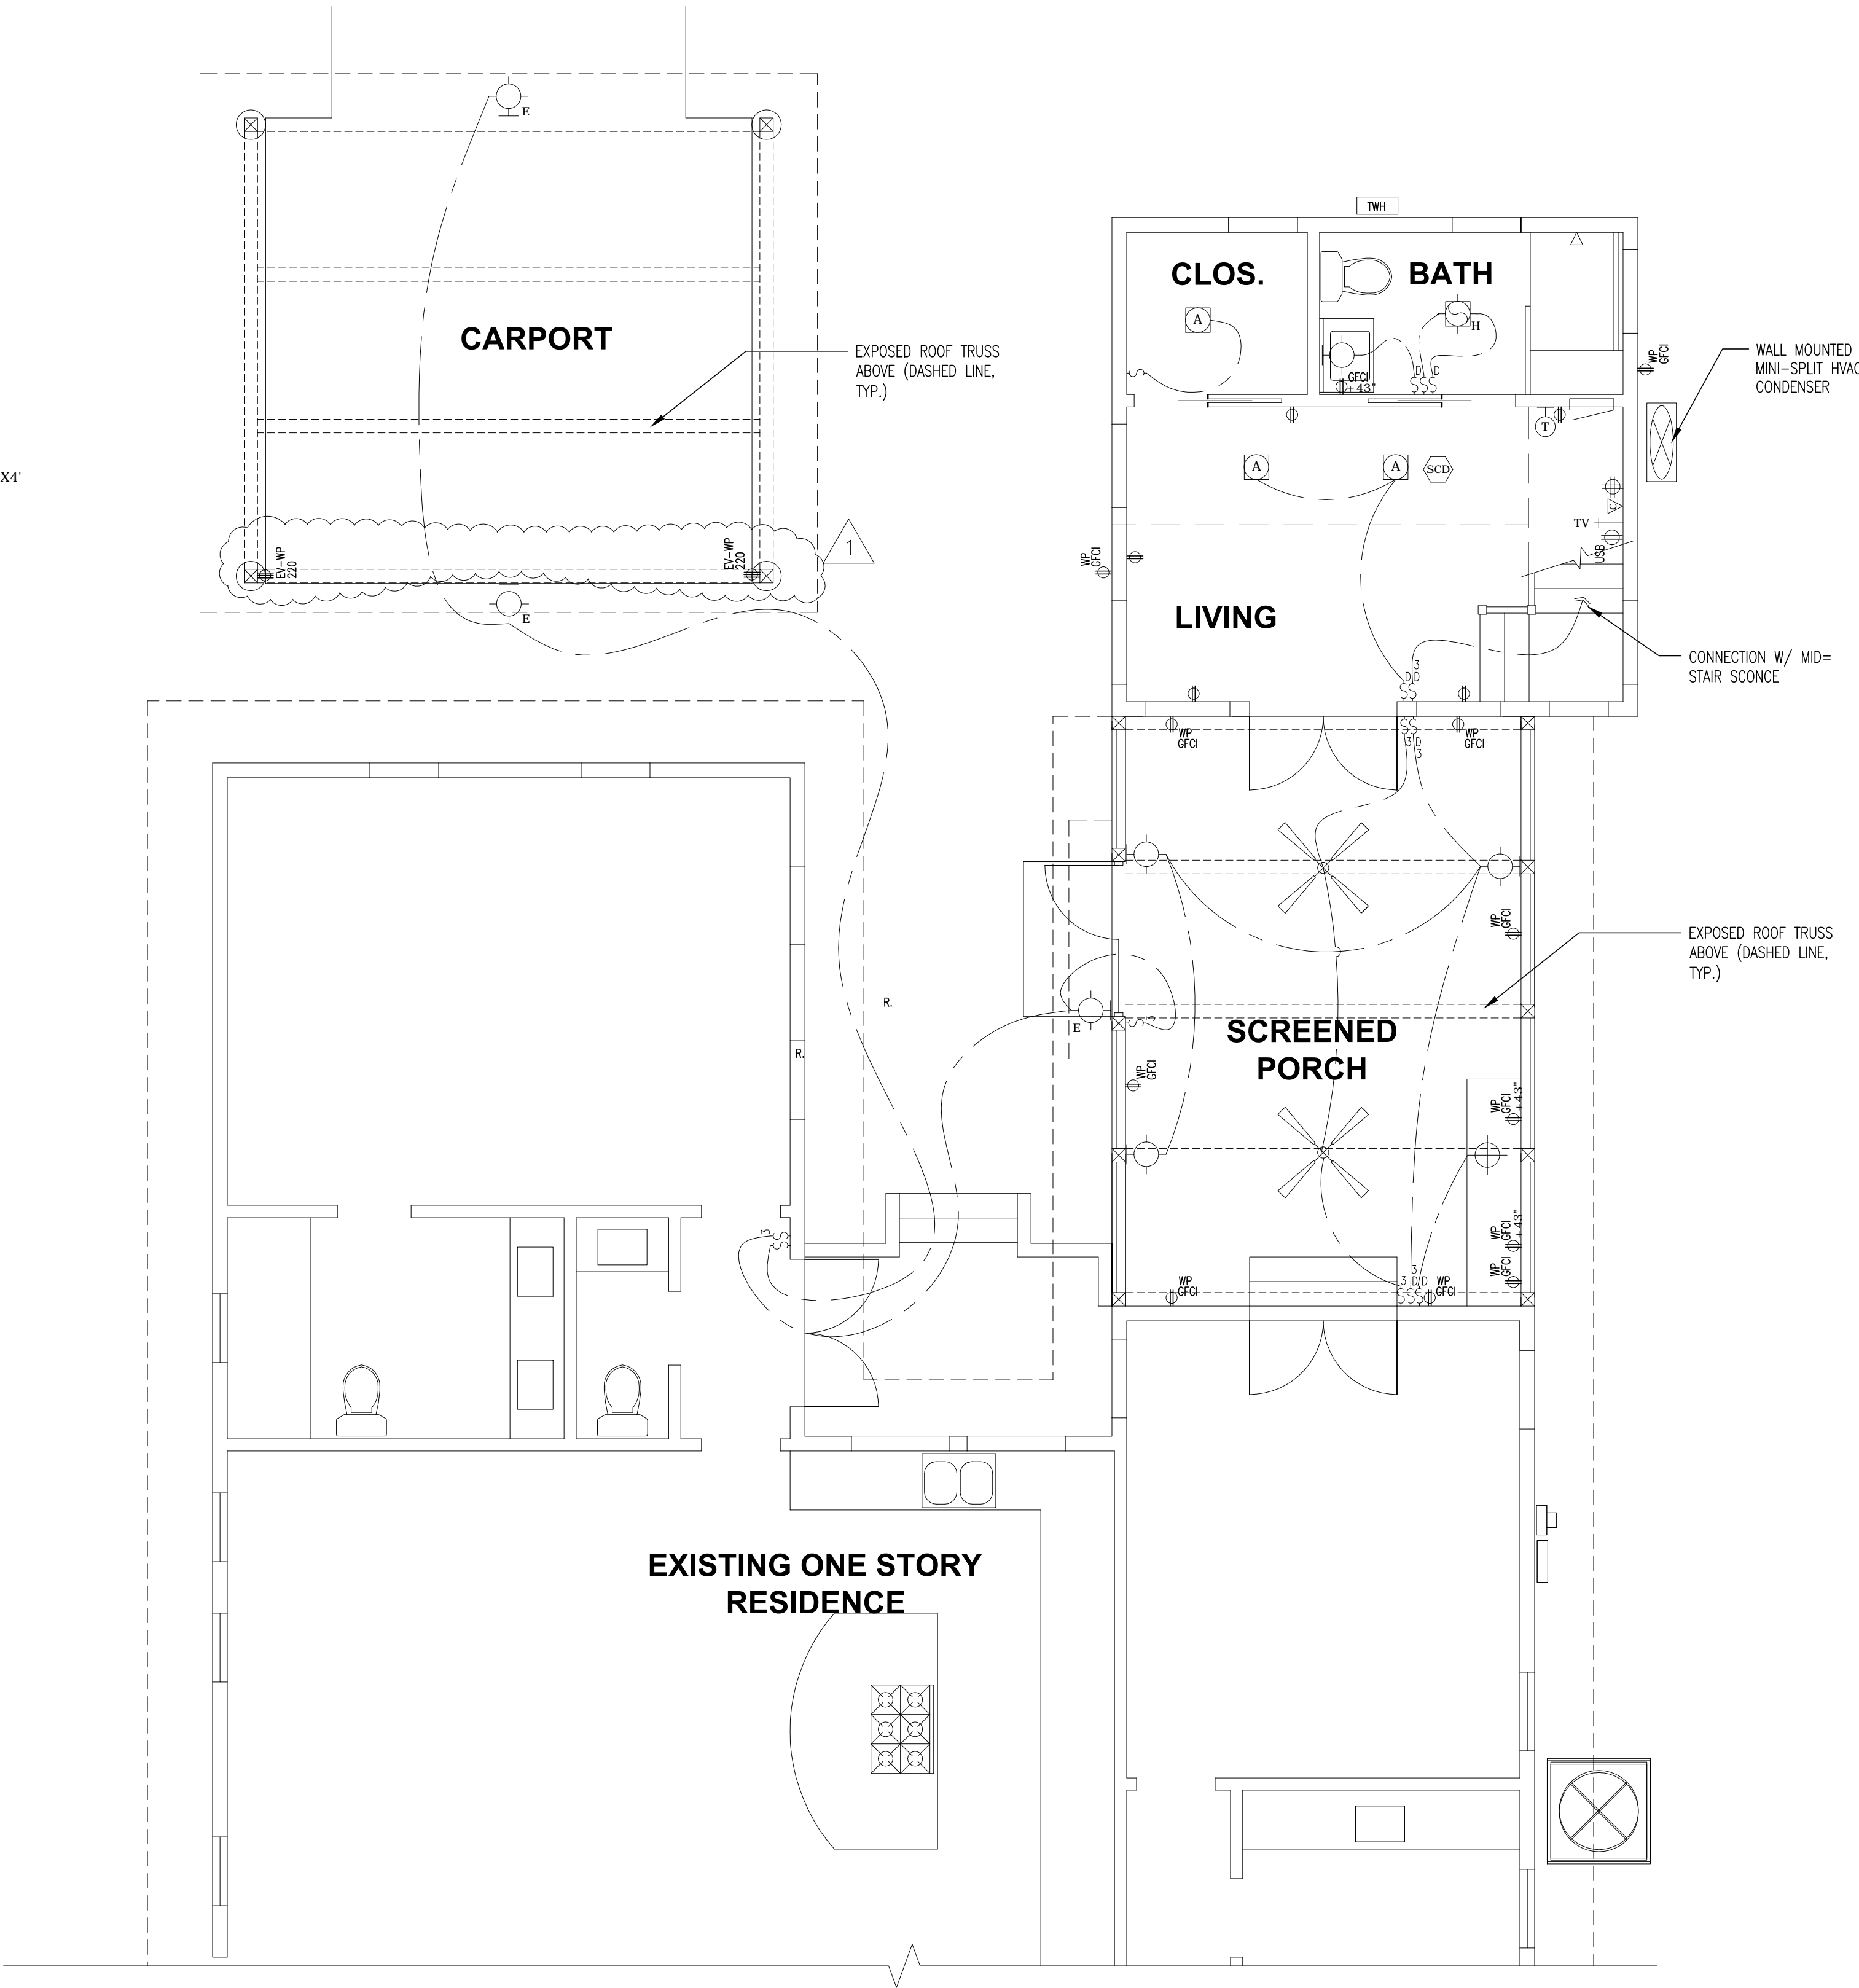 E
TWH
CLOS.
BATH
A
H
CARPORT
EXPOSED ROOF TRUSS
ABOVE (DASHED LINE,
TYP.)
WP
GFCI
WALL MOUNTED
MINI-SPLIT HVAC
CONDENSER
GFCI
+43"
D
D
T
A
A
SCD
X4'
C
TV
USB
1
EV-WP
220
EV-WP
220
WP
GFCI
E
LIVING
CONNECTION W/ MID=
STAIR SCONCE
3
D D
WP
GFCI
WP
GFCI
3 D
3
WP
GFCI
EXPOSED ROOF TRUSS
ABOVE (DASHED LINE,
TYP.)
R.
E
3
SCREENED
PORCH
R.
WP
GFCI
WP
GFCI
+43"
3
WP
GFCI
+43"
WP
GFCI
WP
GFCI
3
3 D D
WP
GFCI
EXISTING ONE STORY
RESIDENCE